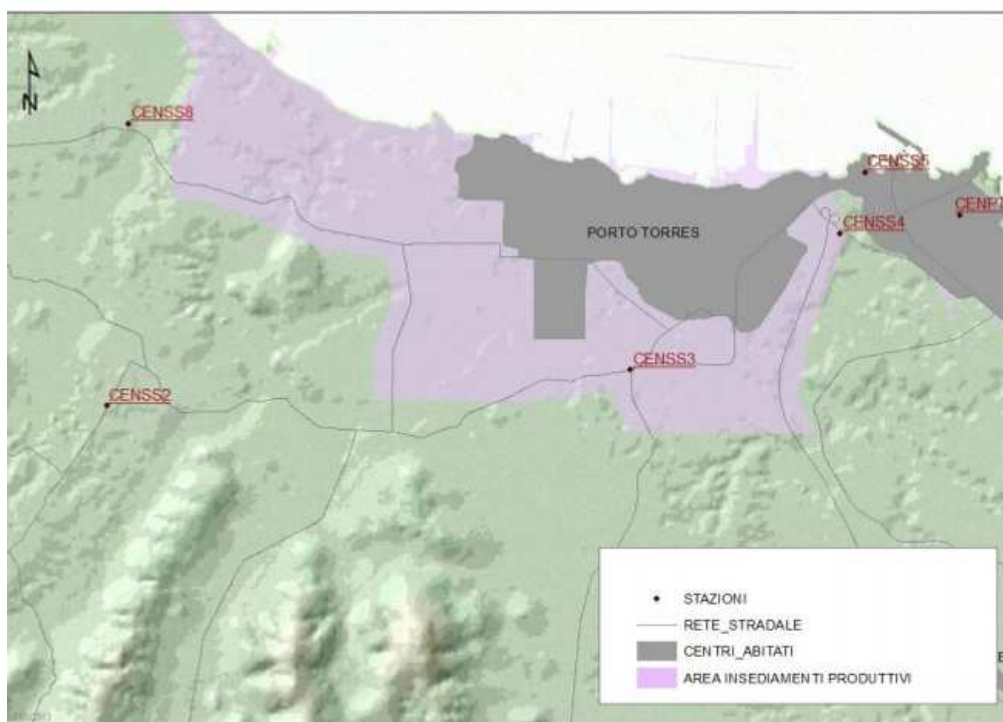 CENSS8
CENSS5
CENSS4
PORTO TORRES
CENSS3
CENSS2
STAZIONI
RETE_STRADALE
CENTRI_ABITATI
AREA INSEDIAMENTI PRODUTTIVI